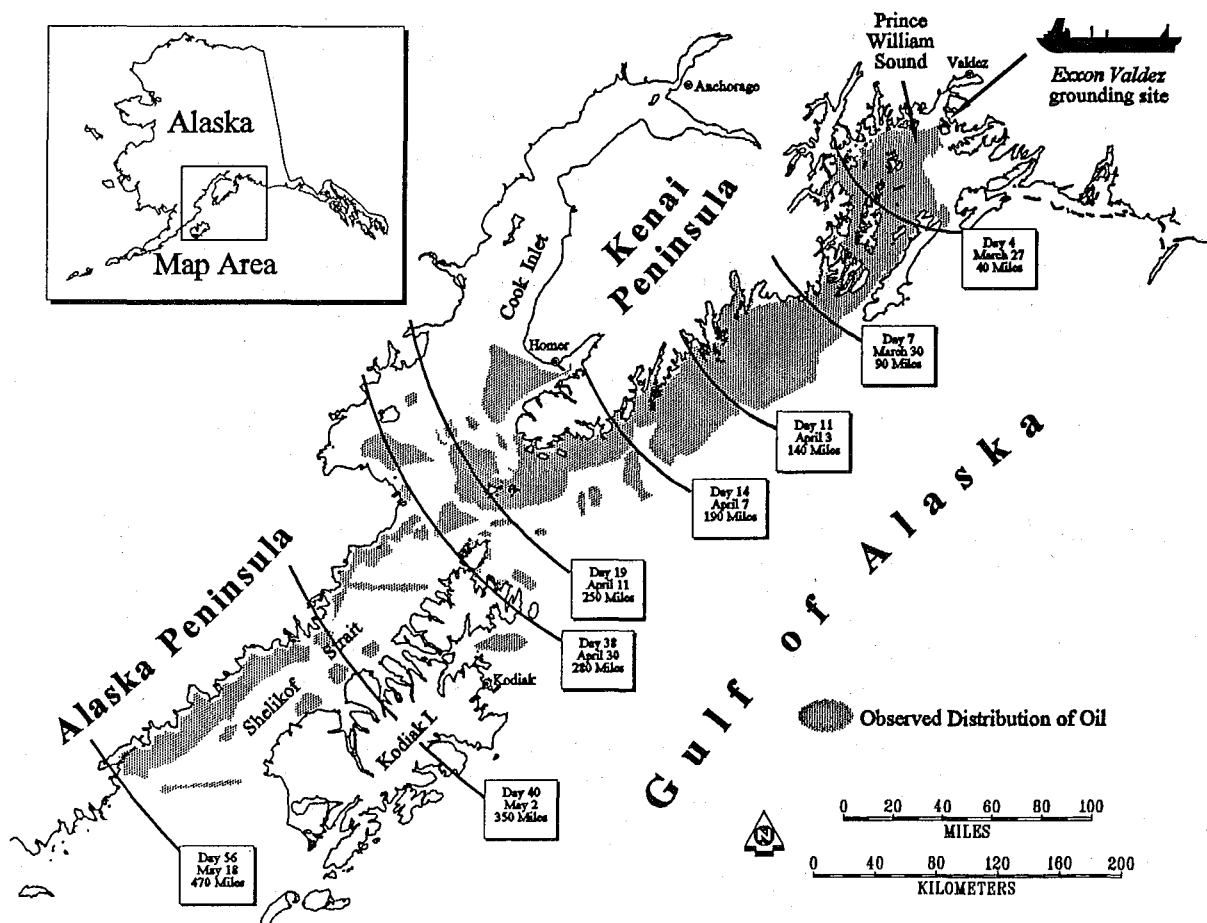 Alaska
Map Area
Prince
William
Sound
Valdez
Exxon Valdez
grounding site
Anchorage
Kenai
Peninsula
Cook Inlet
Homer
Day 4
March 27
40 Miles
Day 7
March 30
90 Miles
Day 11
April 3
140 Miles
Day 14
April 7
190 Miles
Day 19
April 11
250 Miles
Day 38
April 30
280 Miles
Alaska Peninsula
Shelikof
Strait
Kodiak
Kodiak I.
Day 40
May 2
350 Miles
Day 56
May 18
470 Miles
Gulf of Alaska
Observed Distribution of Oil
N
0 20 40 60 80 100
MILES
0 40 80 120 160 200
KILOMETERS